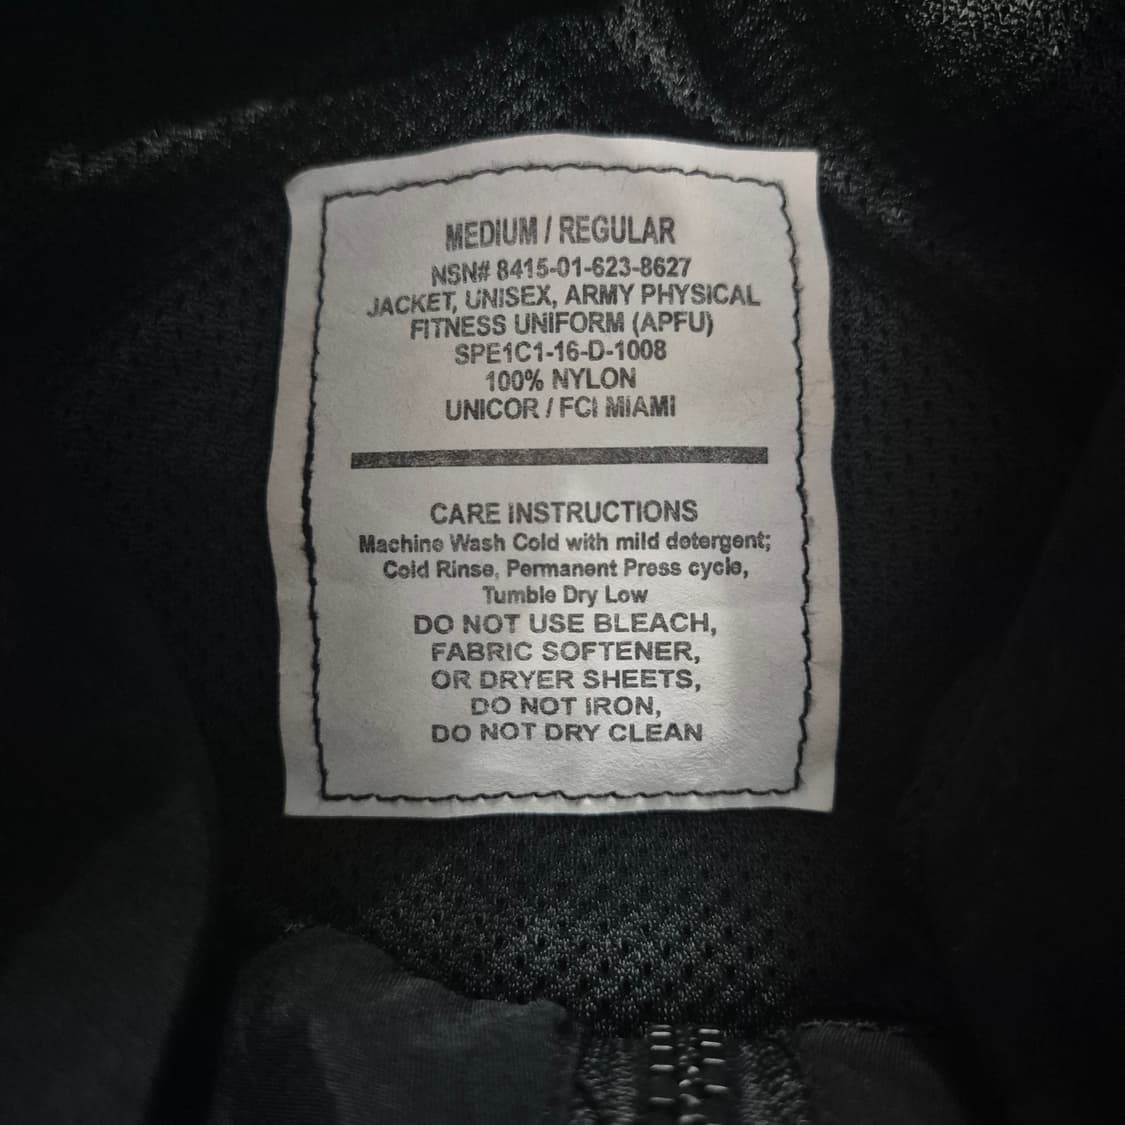 MEDIUM / REGULAR
NSN# 8415-01-623-8627
JACKET, UNISEX, ARMY PHYSICAL
FITNESS UNIFORM (APFU)
SPE1C1-16-D-1008
100% NYLON
UNICOR / FCI MIAMI
CARE INSTRUCTIONS
Machine Wash Cold with mild detergent;
Cold Rinse, Permanent Press cycle,
Tumble Dry Low
DO NOT USE BLEACH,
FABRIC SOFTENER,
OR DRYER SHEETS,
DO NOT IRON,
DO NOT DRY CLEAN